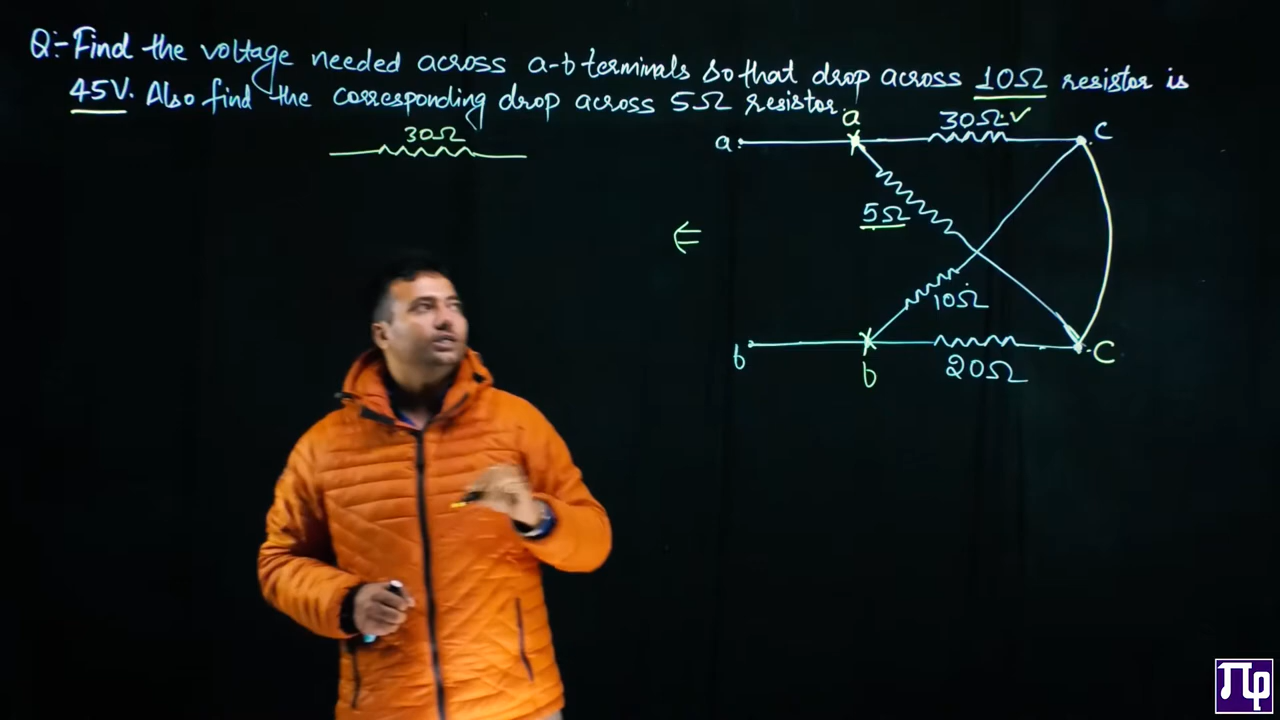 Q:- Find the voltage needed across a-b terminals so that drop across 10Ω resistor is
45V. Also find the corresponding drop across 5Ω resistor.
30Ω
a
a
30Ω ✓
C
5Ω
⇐
10Ω
b
b
20Ω
C
πφ